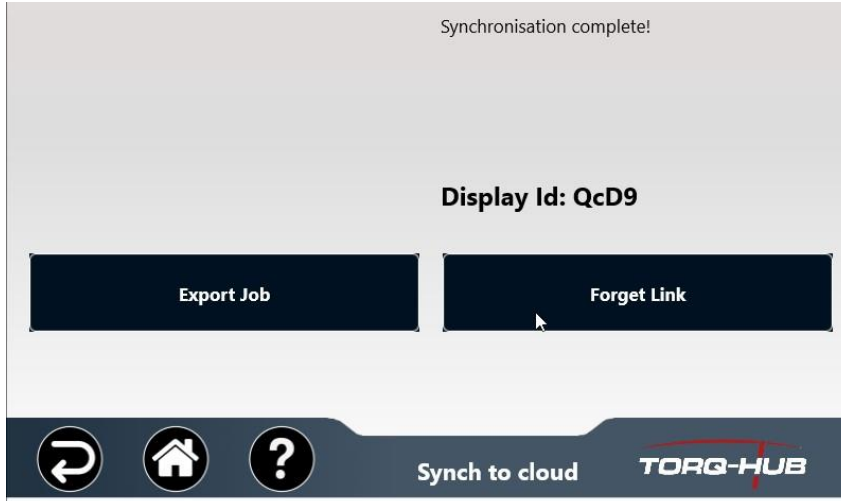 Synchronisation complete!
Display Id: QcD9
Export Job
Forget Link
?
Synch to cloud
TORQ-HUB